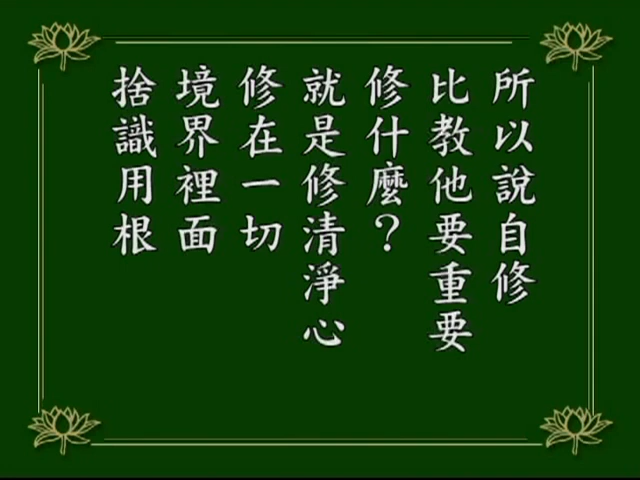 所以說自修
比教他要重要
修什麼？
就是修清淨心
修在一切
境界裡面
捨識用根